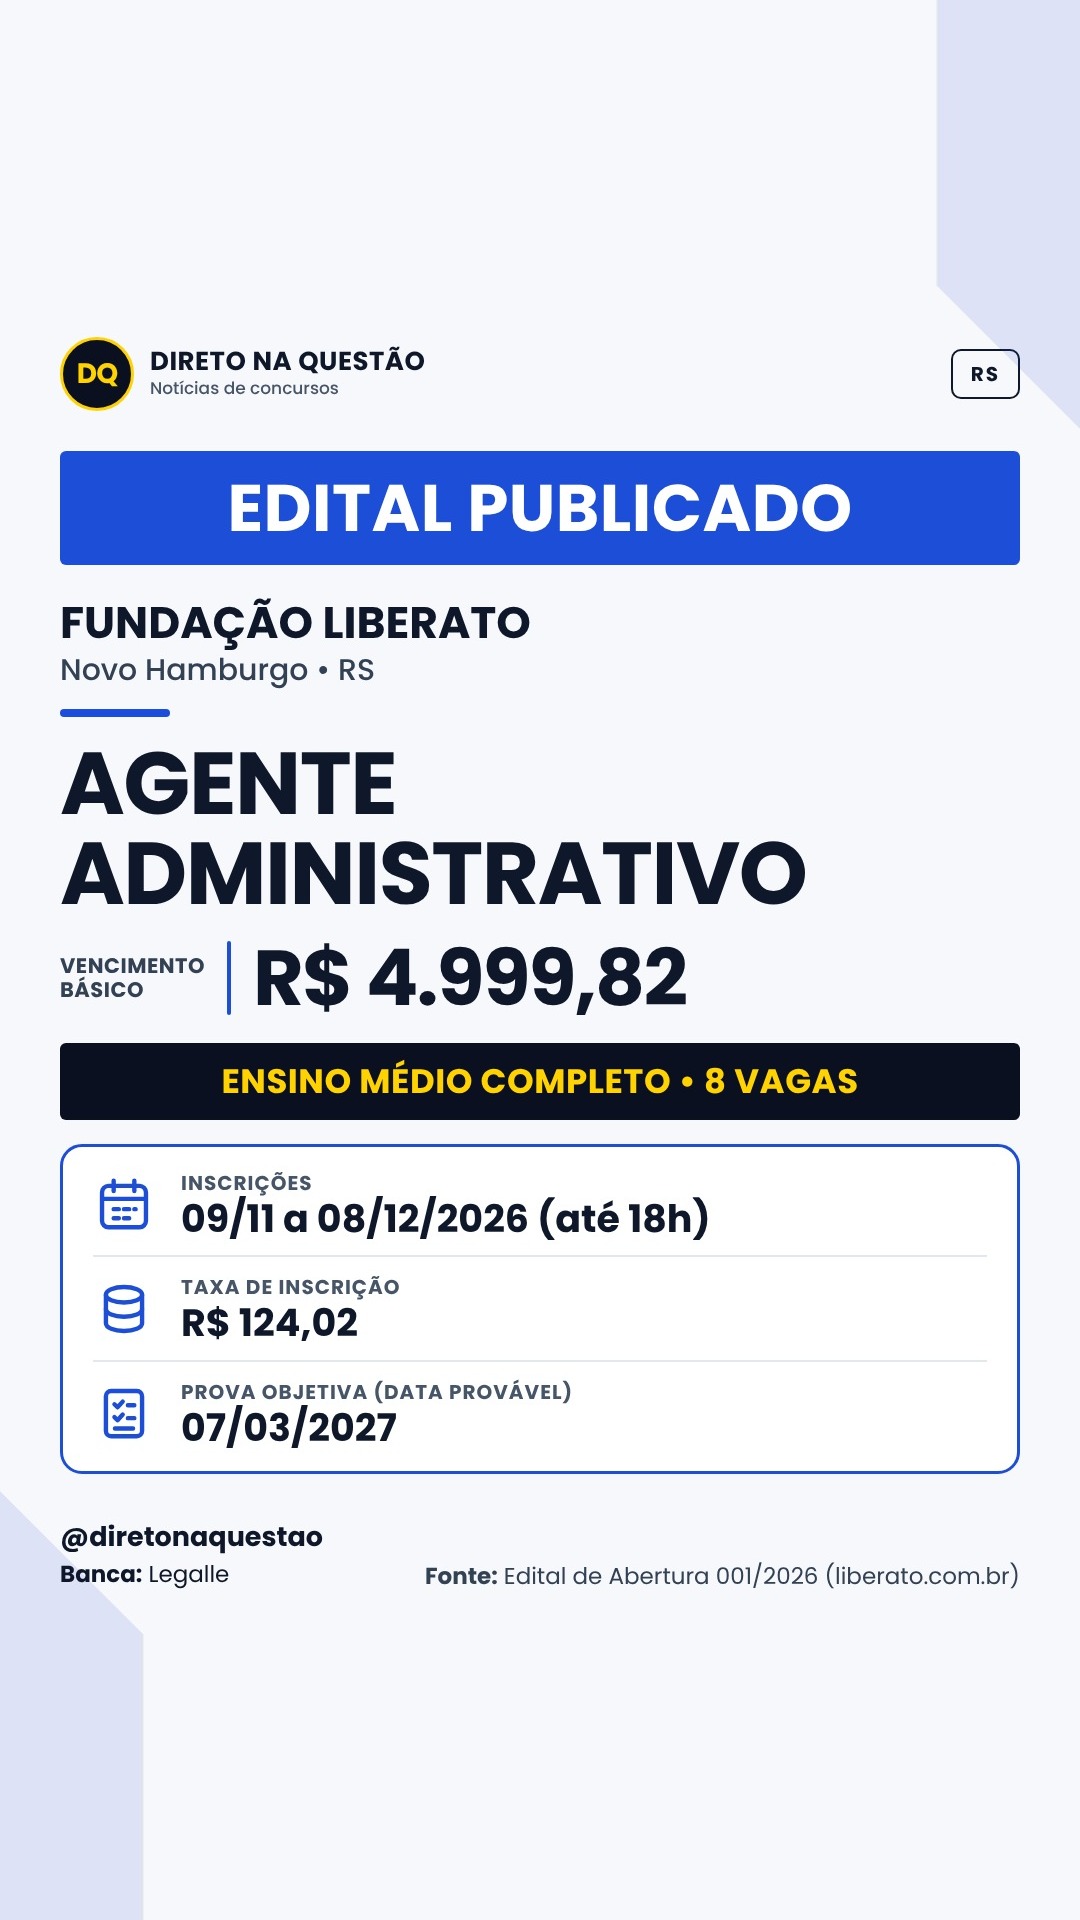 DQ
DIRETO NA QUESTÃO
Notícias de concursos
RS
EDITAL PUBLICADO
FUNDAÇÃO LIBERATO
Novo Hamburgo • RS
AGENTE
ADMINISTRATIVO
VENCIMENTO
BÁSICO
R$ 4.999,82
ENSINO MÉDIO COMPLETO • 8 VAGAS
INSCRIÇÕES
09/11 a 08/12/2026 (até 18h)
TAXA DE INSCRIÇÃO
R$ 124,02
PROVA OBJETIVA (DATA PROVÁVEL)
07/03/2027
@diretonaquestao
Banca: Legalle
Fonte: Edital de Abertura 001/2026 (liberato.com.br)